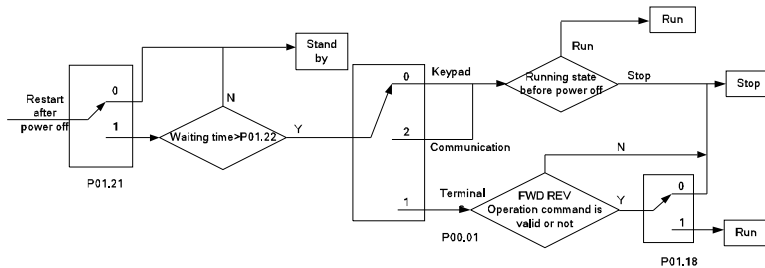 Run
Run
Stand
by
0
N
Restart
after
power off
1
Waiting time>P01.22
Y
P01.21
0
Keypad
Running state
before power off
Stop
Stop
2
Communication
N
1
Terminal
FWD REV
Operation command is
valid or not
Y
0
1
Run
P00.01
P01.18